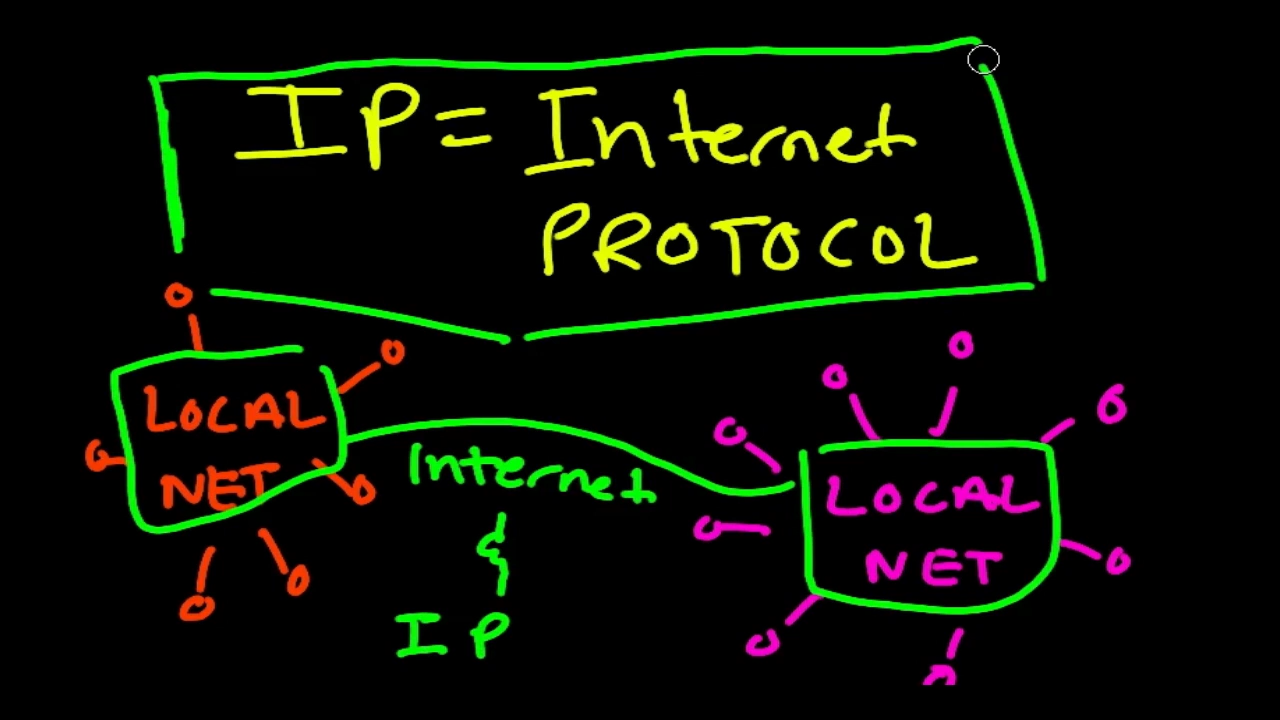 IP = Internet
PROTOCOL
LOCAL
NET
Internet
&
IP
LOCAL
NET